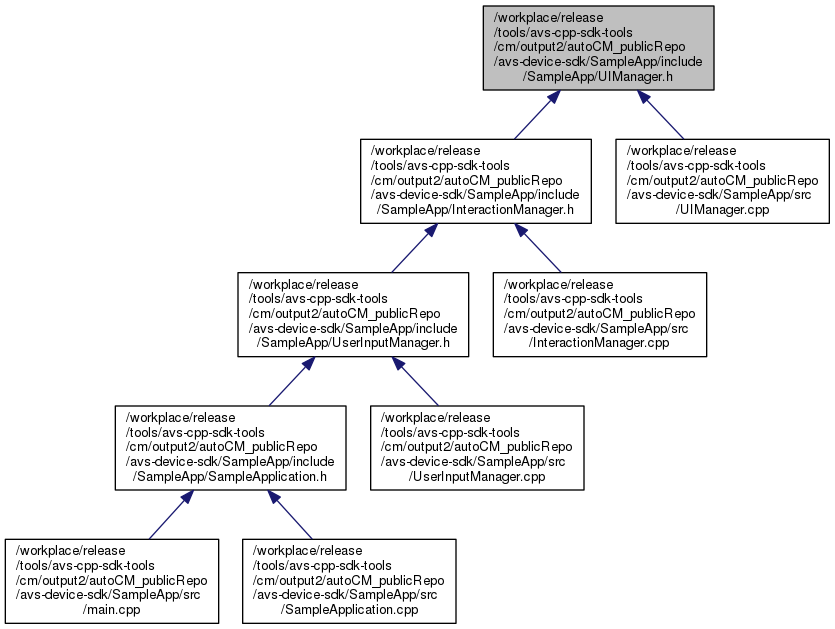 /workplace/release
/tools/avs-cpp-sdk-tools
/cm/output2/autoCM_publicRepo
/avs-device-sdk/SampleApp/include
/SampleApp/UIManager.h
/workplace/release
/tools/avs-cpp-sdk-tools
/cm/output2/autoCM_publicRepo
/avs-device-sdk/SampleApp/include
/SampleApp/InteractionManager.h
/workplace/release
/tools/avs-cpp-sdk-tools
/cm/output2/autoCM_publicRepo
/avs-device-sdk/SampleApp/src
/UIManager.cpp
/workplace/release
/tools/avs-cpp-sdk-tools
/cm/output2/autoCM_publicRepo
/avs-device-sdk/SampleApp/include
/SampleApp/UserInputManager.h
/workplace/release
/tools/avs-cpp-sdk-tools
/cm/output2/autoCM_publicRepo
/avs-device-sdk/SampleApp/src
/InteractionManager.cpp
/workplace/release
/tools/avs-cpp-sdk-tools
/cm/output2/autoCM_publicRepo
/avs-device-sdk/SampleApp/include
/SampleApp/SampleApplication.h
/workplace/release
/tools/avs-cpp-sdk-tools
/cm/output2/autoCM_publicRepo
/avs-device-sdk/SampleApp/src
/UserInputManager.cpp
/workplace/release
/tools/avs-cpp-sdk-tools
/cm/output2/autoCM_publicRepo
/avs-device-sdk/SampleApp/src
/main.cpp
/workplace/release
/tools/avs-cpp-sdk-tools
/cm/output2/autoCM_publicRepo
/avs-device-sdk/SampleApp/src
/SampleApplication.cpp